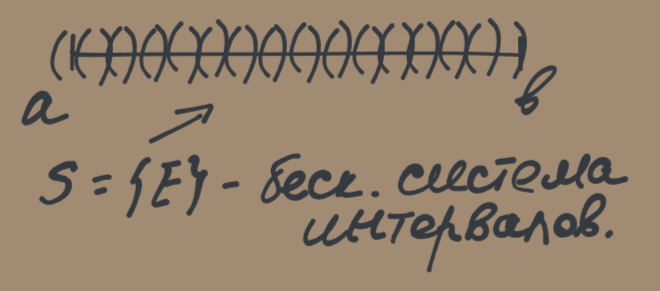 a в
S = {E} - беск. система
интервалов.